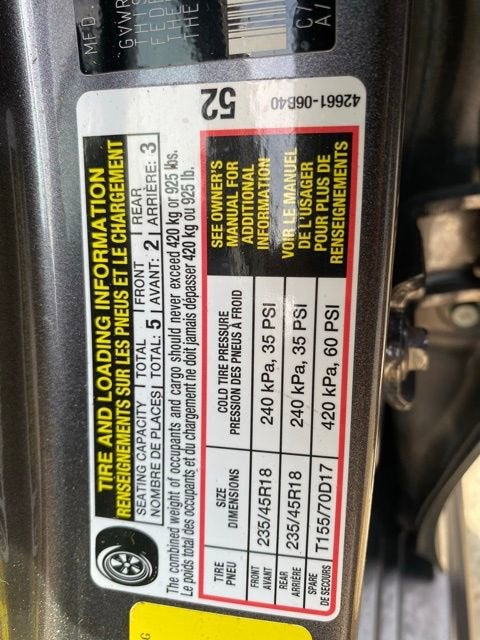 MFD.
GVWR
THIS
FEDE
THE
C/
A/
TIRE AND LOADING INFORMATION
RENSEIGNEMENTS SUR LES PNEUS ET LE CHARGEMENT
SEATING CAPACITY | TOTAL | FRONT | REAR
NOMBRE DE PLACES | TOTAL: 5 | AVANT: 2 | ARRIÈRE: 3
The combined weight of occupants and cargo should never exceed 420 kg or 925 lbs.
Le poids total des occupants et du chargement ne doit jamais dépasser 420 kg ou 925 lb.
TIRE
PNEU
SIZE
DIMENSIONS
COLD TIRE PRESSURE
PRESSION DES PNEUS À FROID
FRONT
AVANT
235/45R18
240 kPa, 35 PSI
REAR
ARRIÈRE
235/45R18
240 kPa, 35 PSI
SPARE
DE SECOURS
T155/70D17
420 kPa, 60 PSI
SEE OWNER'S
MANUAL FOR
ADDITIONAL
INFORMATION
VOIR LE MANUEL
DE L'USAGER
POUR PLUS DE
RENSEIGNEMENTS
52
42661-06B40
G